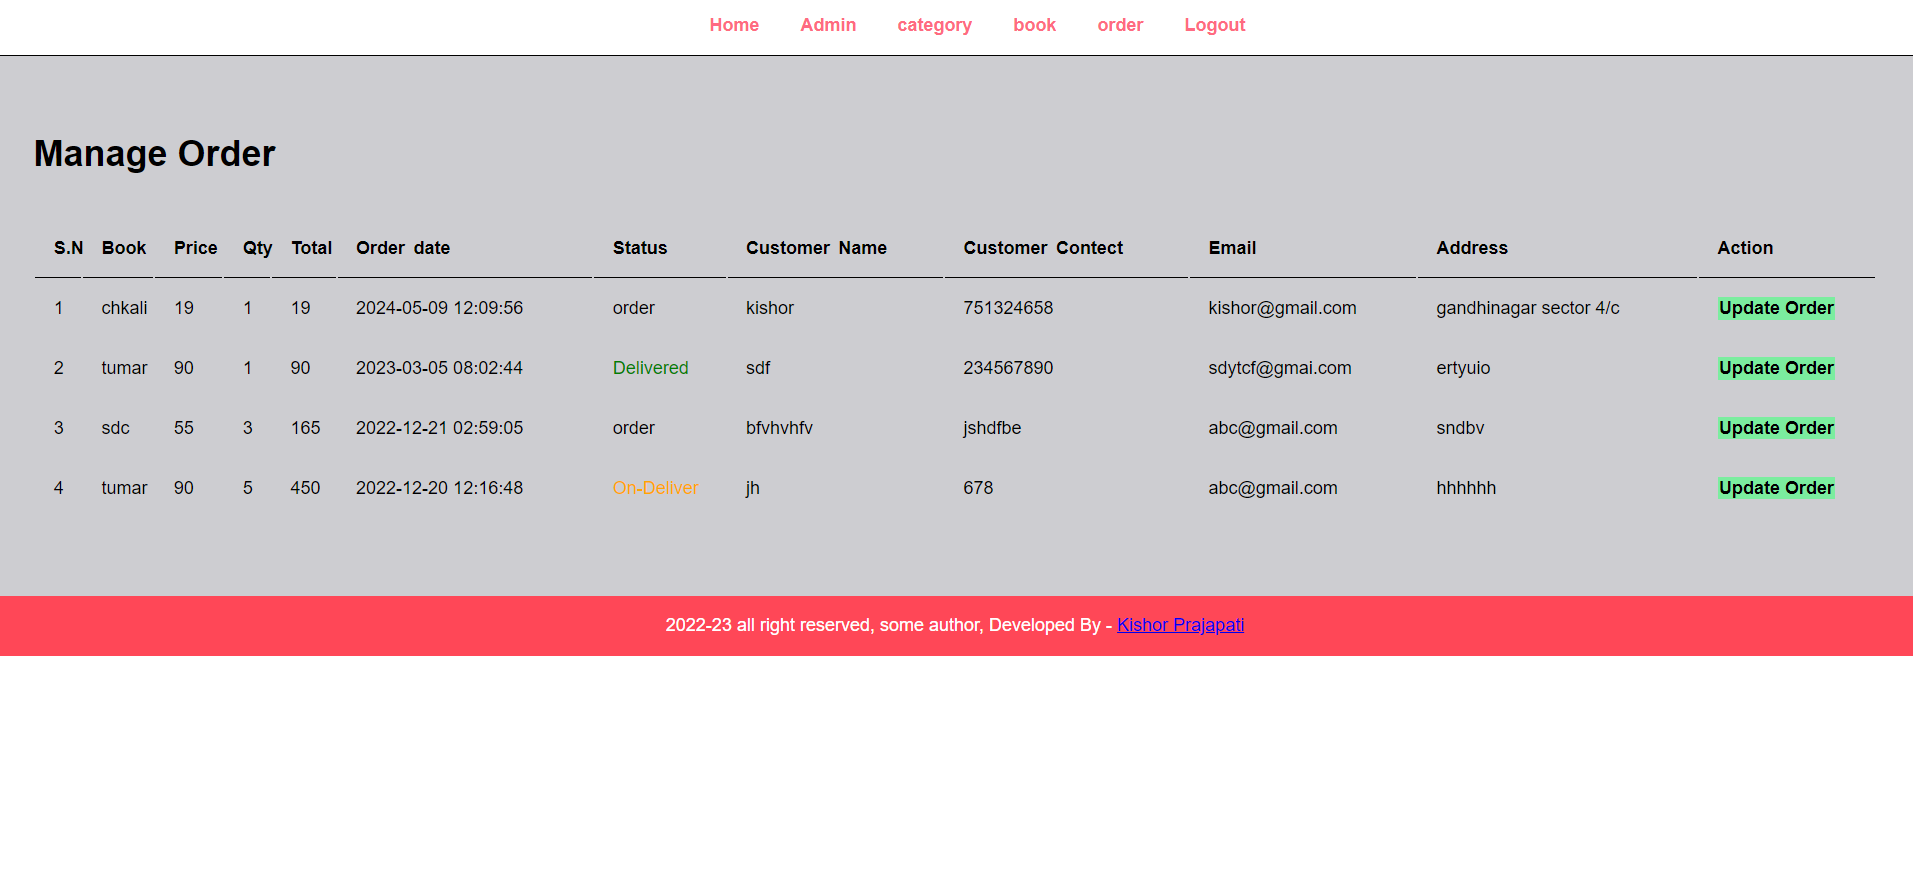 Home Admin category book order Logout
Manage Order
S.N Book Price Qty Total Order date Status Customer Name Customer Contect Email Address Action
1 chkali 19 1 19 2024-05-09 12:09:56 order kishor 751324658 kishor@gmail.com gandhinagar sector 4/c Update Order
2 tumar 90 1 90 2023-03-05 08:02:44 Delivered sdf 234567890 sdytcf@gmai.com ertyuio Update Order
3 sdc 55 3 165 2022-12-21 02:59:05 order bfvhvhfv jshdfbe abc@gmail.com sndbv Update Order
4 tumar 90 5 450 2022-12-20 12:16:48 On-Deliver jh 678 abc@gmail.com hhhhhh Update Order
2022-23 all right reserved, some author, Developed By - Kishor Prajapati